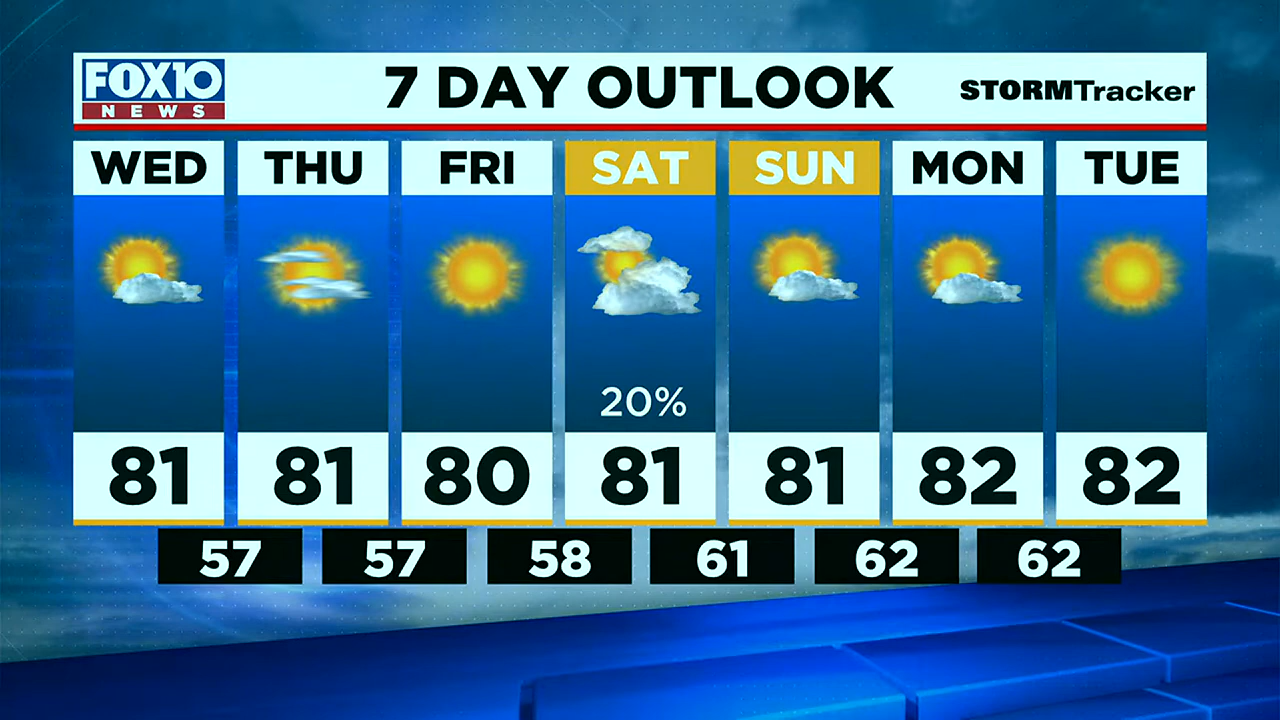 FOX10
NEWS
7 DAY OUTLOOK
STORMTracker
WED THU FRI SAT SUN MON TUE
20%
81 81 80 81 81 82 82
57 57 58 61 62 62